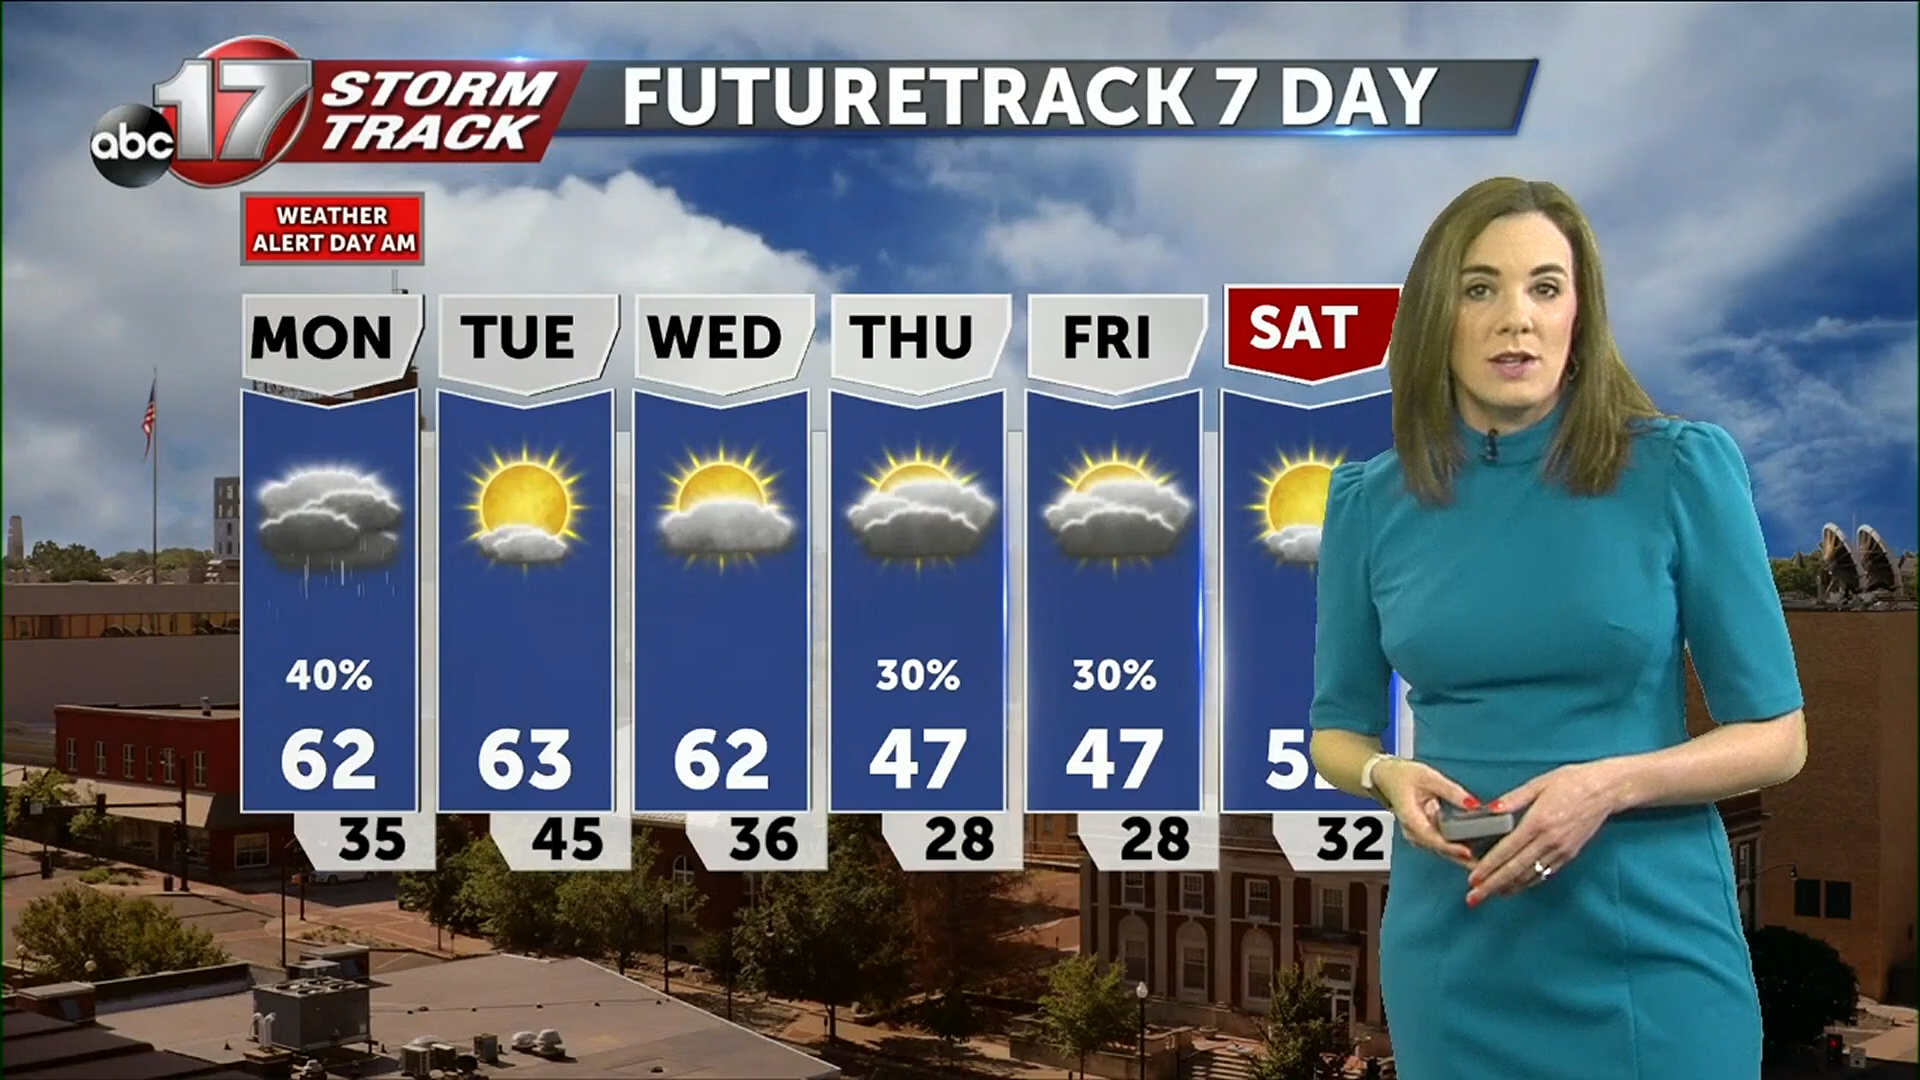 abc 17 STORM TRACK
FUTURETRACK 7 DAY
WEATHER
ALERT DAY AM
MON TUE WED THU FRI SAT
40% 30% 30%
62 63 62 47 47
35 45 36 28 28 32